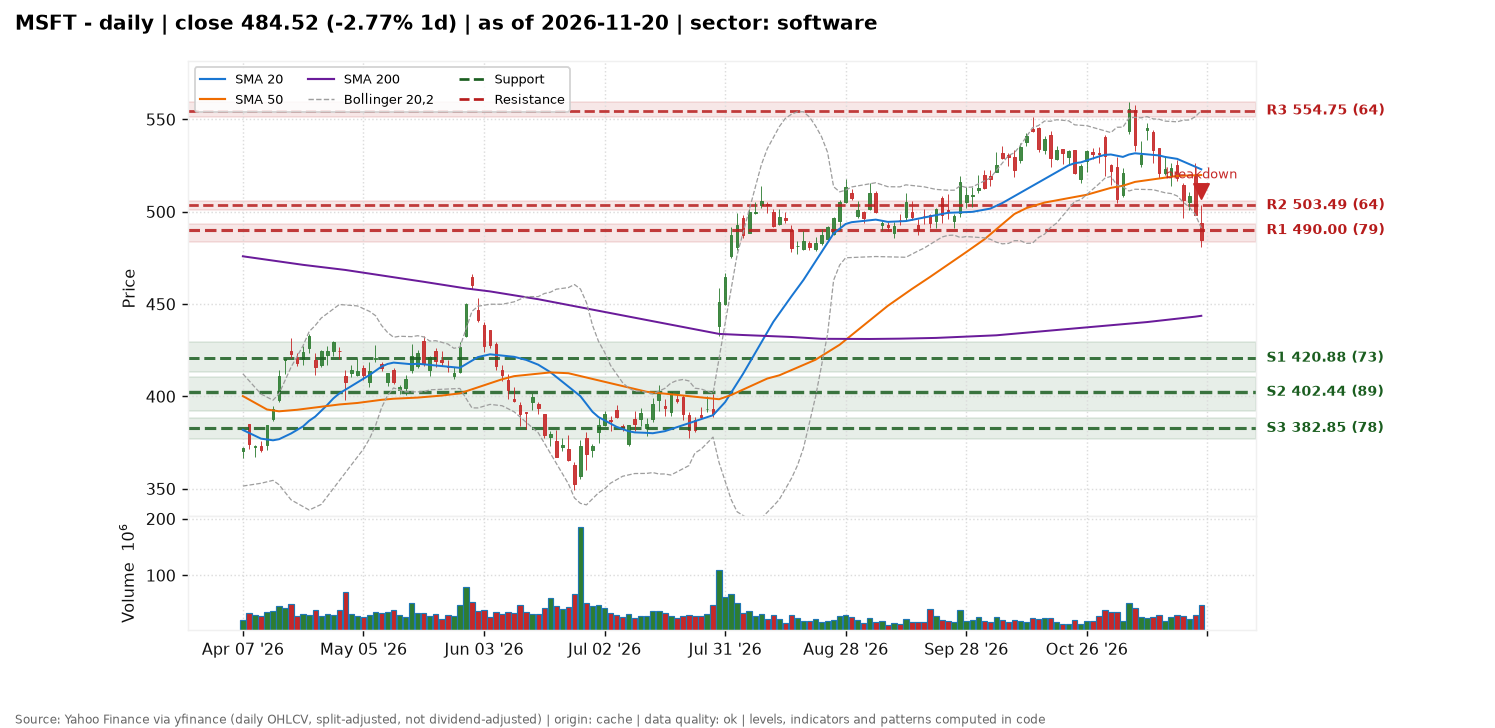 MSFT - daily | close 484.52 (-2.77% 1d) | as of 2026-11-20 | sector: software
SMA 20
SMA 50
SMA 200
Bollinger 20,2
Support
Resistance
Price
550
500
450
400
350
R3 554.75 (64)
Breakdown
R2 503.49 (64)
R1 490.00 (79)
S1 420.88 (73)
S2 402.44 (89)
S3 382.85 (78)
Volume 10⁶
200
100
Apr 07 '26
May 05 '26
Jun 03 '26
Jul 02 '26
Jul 31 '26
Aug 28 '26
Sep 28 '26
Oct 26 '26
Source: Yahoo Finance via yfinance (daily OHLCV, split-adjusted, not dividend-adjusted) | origin: cache | data quality: ok | levels, indicators and patterns computed in code